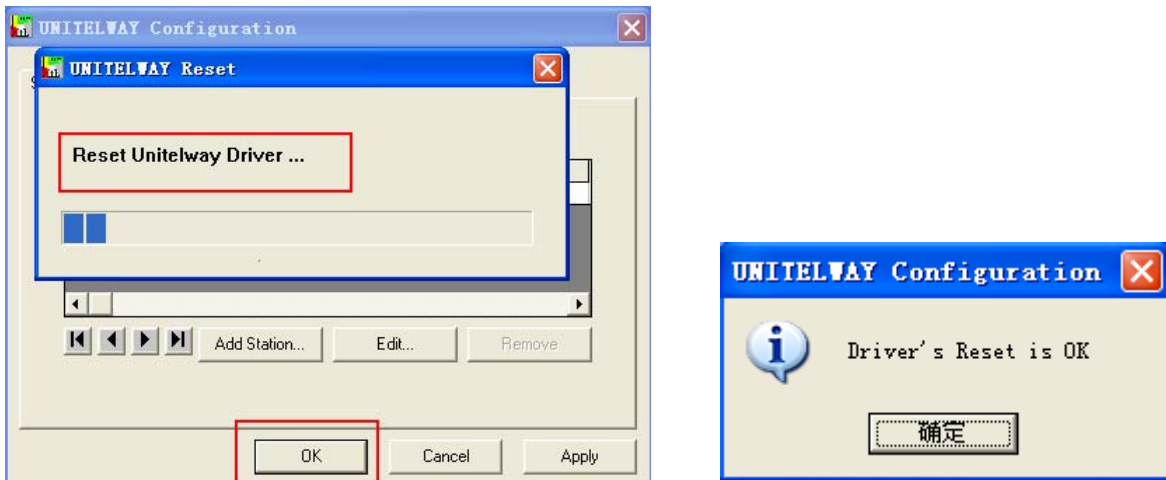 UNITELWAY Configuration
UNITELWAY Reset
Reset Unitelway Driver ...
Add Station...
Edit...
Remove
OK
Cancel
Apply
UNITELWAY Configuration
Driver's Reset is OK
确定